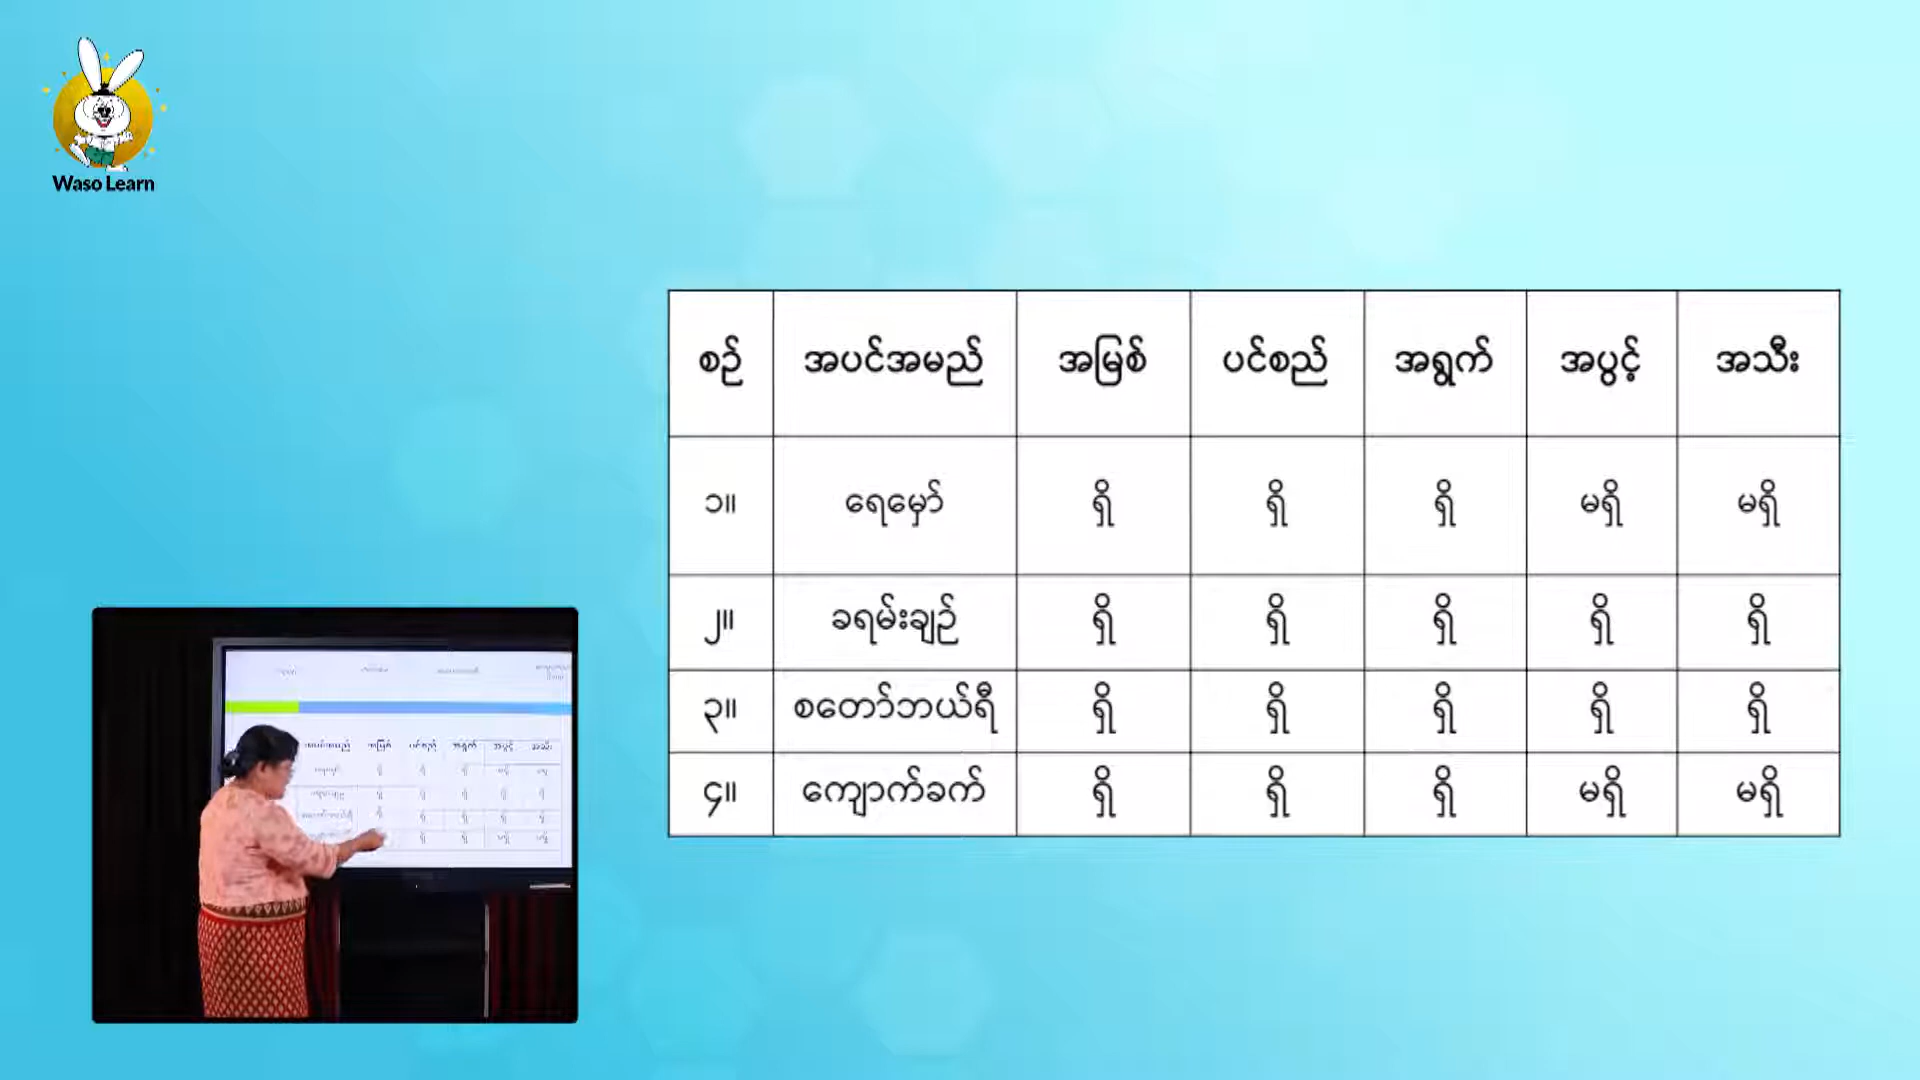 Waso Learn
စဉ် အပင်အမည် အမြစ် ပင်စည် အရွက် အပွင့် အသီး
၁။ ရေမှော် ရှိ ရှိ ရှိ မရှိ မရှိ
၂။ ခရမ်းချဉ် ရှိ ရှိ ရှိ ရှိ ရှိ
၃။ စတော်ဘယ်ရီ ရှိ ရှိ ရှိ ရှိ ရှိ
၄။ ကျောက်ခက် ရှိ ရှိ ရှိ မရှိ မရှိ